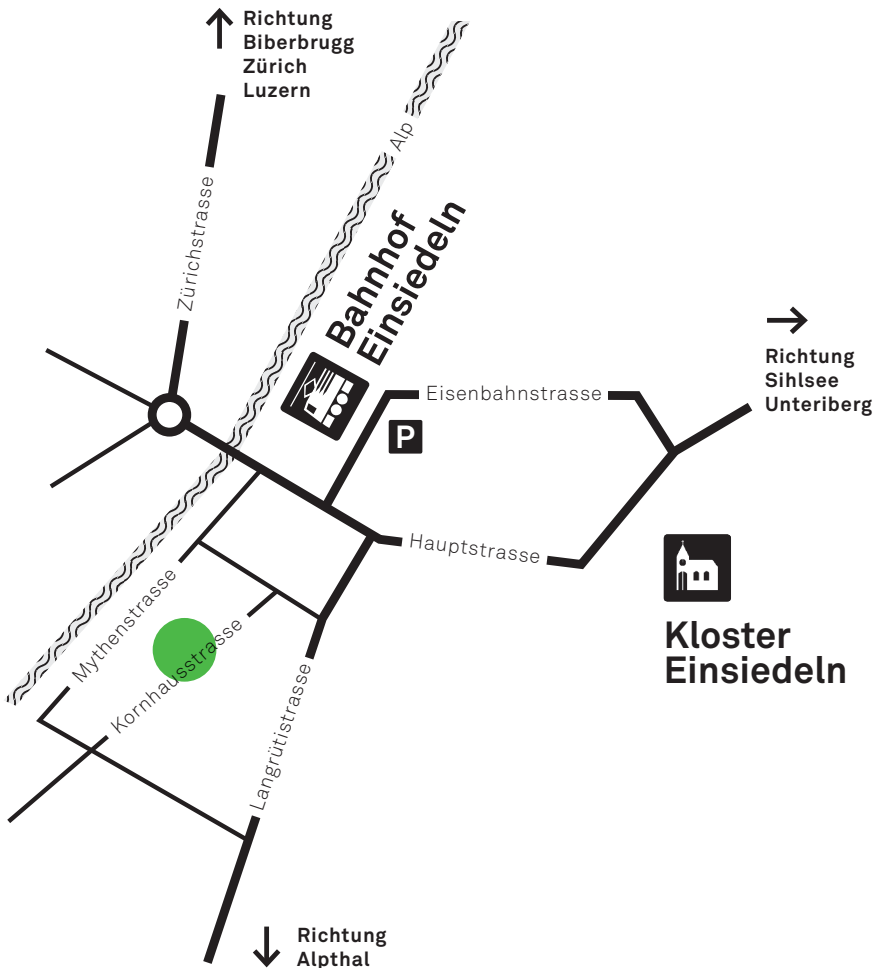 Richtung
Biberbrugg
Zürich
Luzern
Alp
Zürichstrasse
Bahnhof
Einsiedeln
Richtung
Sihlsee
Unteriberg
Eisenbahnstrasse
P
Hauptstrasse
Kloster
Einsiedeln
Mythenstrasse
Kornhausstrasse
Langrütistrasse
Richtung
Alpthal